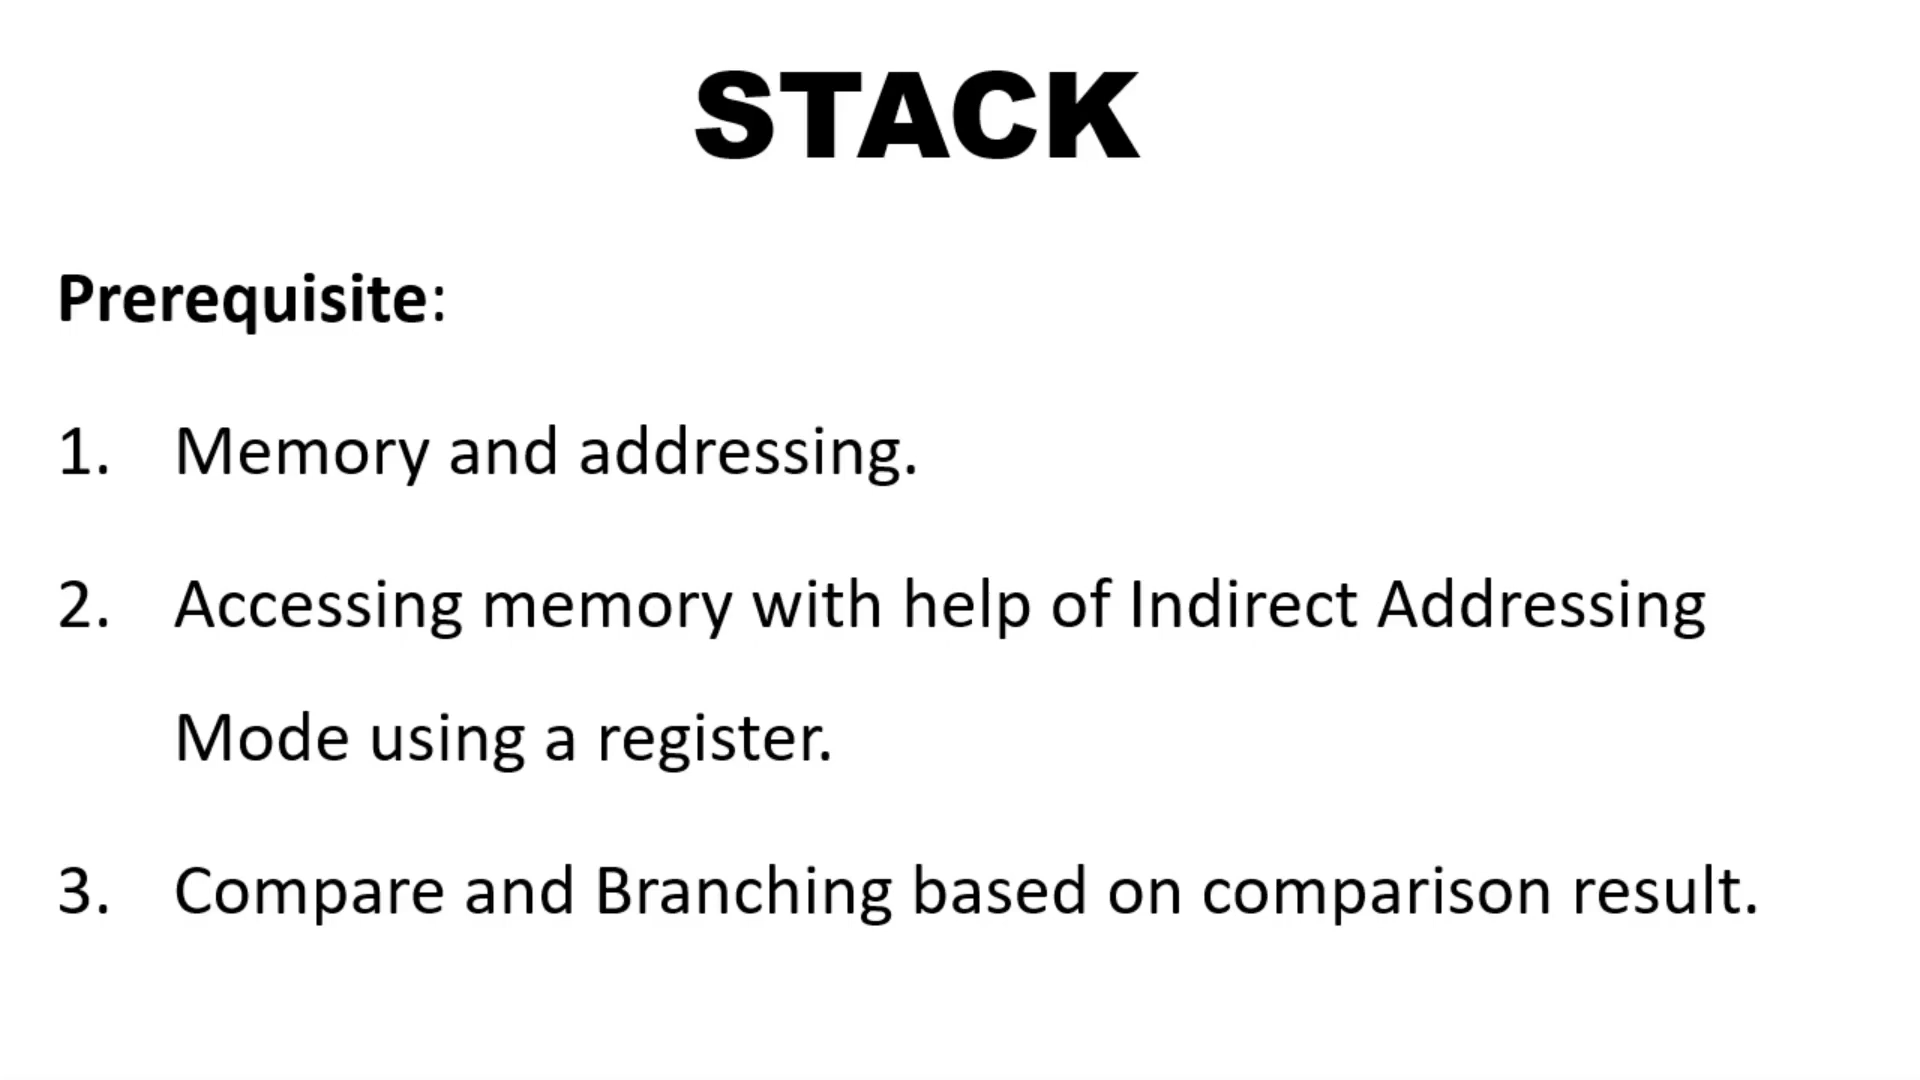 STACK
Prerequisite:
1. Memory and addressing.
2. Accessing memory with help of Indirect Addressing
Mode using a register.
3. Compare and Branching based on comparison result.